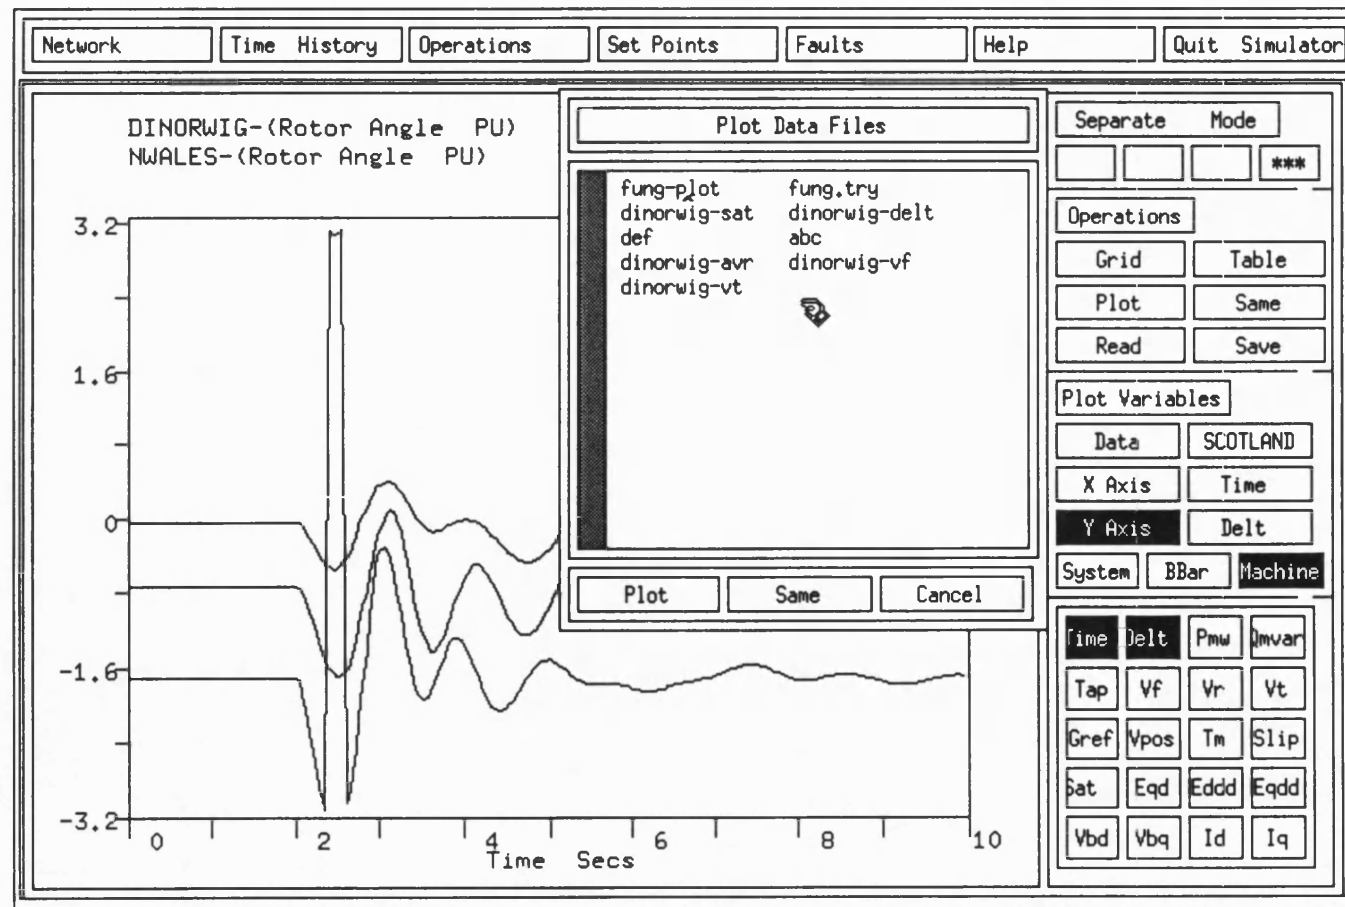 Network Time History Operations Set Points Faults Help Quit Simulator
DINORWIG-(Rotor Angle PU)
NWALES-(Rotor Angle PU)
3.2
1.6
0
-1.6
-3.2
0 2 4 6 8 10
Time Secs
Plot Data Files
fung-plot fung.try
dinorwig-sat dinorwig-delt
def abc
dinorwig-avr dinorwig-vf
dinorwig-vt
Plot Same Cancel
Separate Mode
***
Operations
Grid Table
Plot Same
Read Save
Plot Variables
Data SCOTLAND
X Axis Time
Y Axis Delt
System BBar Machine
Time Delt Pmw Qmvar
Tap Vf Vr Vt
Gref Vpos Tm Slip
Sat Eqd Eddd Eqdd
Vbd Vbq Id Iq